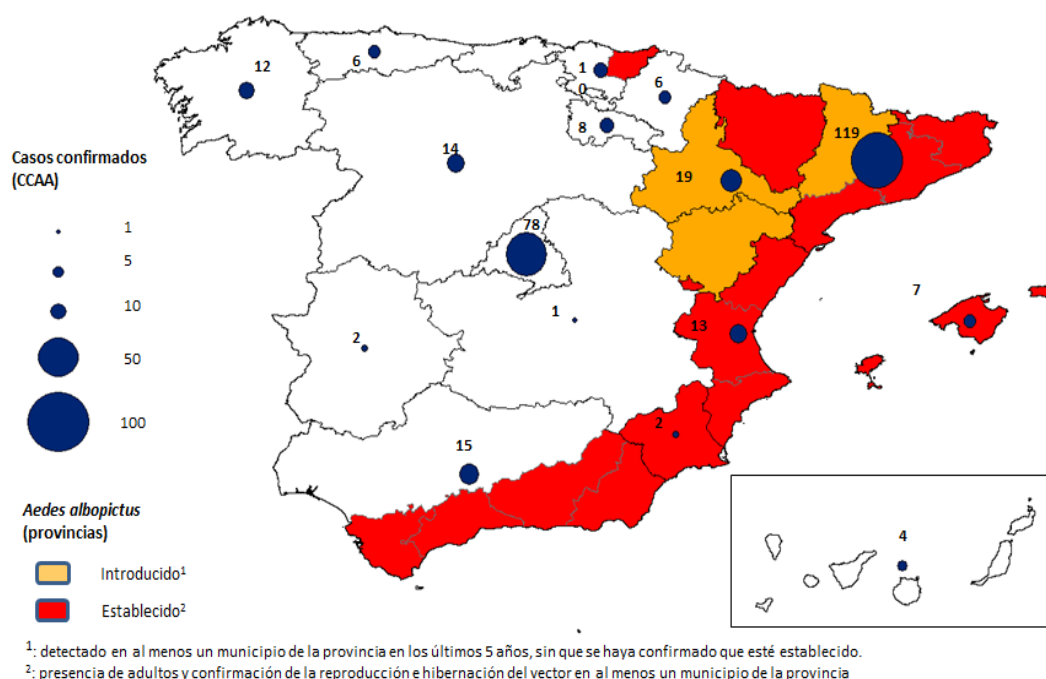 12
6
1
0
6
8
119
14
19
78
7
1
13
2
2
15
4
Casos confirmados
(CCAA)
1
5
10
50
100
Aedes albopictus
(provincias)
Introducido¹
Establecido²
¹: detectado en al menos un municipio de la provincia en los últimos 5 años, sin que se haya confirmado que esté establecido.
²: presencia de adultos y confirmación de la reproducción e hibernación del vector en al menos un municipio de la provincia